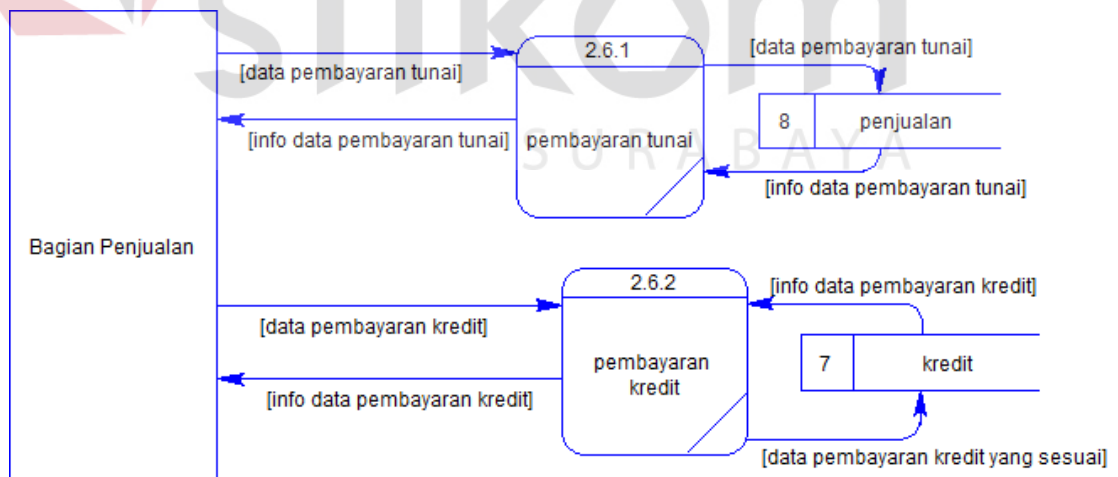 stikom
SURABAYA
Bagian Penjualan
[data pembayaran tunai]
[info data pembayaran tunai]
2.6.1
pembayaran tunai
[data pembayaran tunai]
8
penjualan
[info data pembayaran tunai]
[data pembayaran kredit]
[info data pembayaran kredit]
2.6.2
pembayaran
kredit
[info data pembayaran kredit]
7
kredit
[data pembayaran kredit yang sesuai]